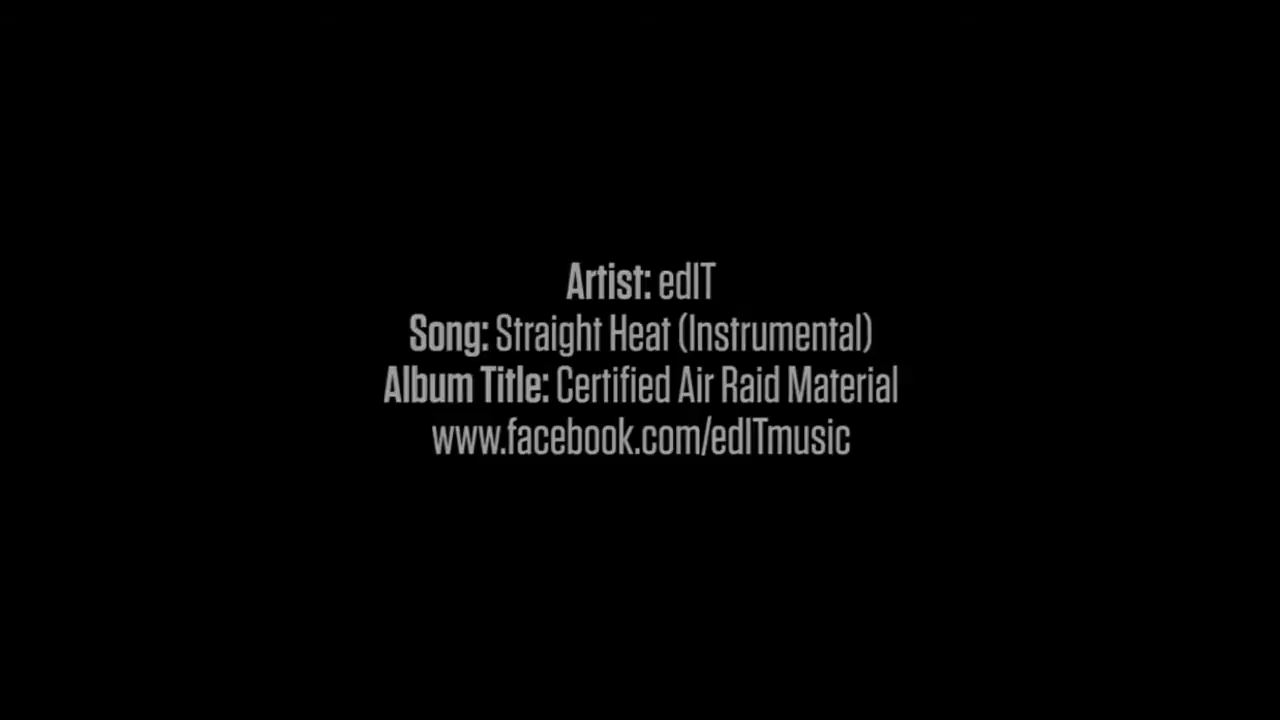 Artist: edIT
Song: Straight Heat (Instrumental)
Album Title: Certified Air Raid Material
www.facebook.com/edITmusic